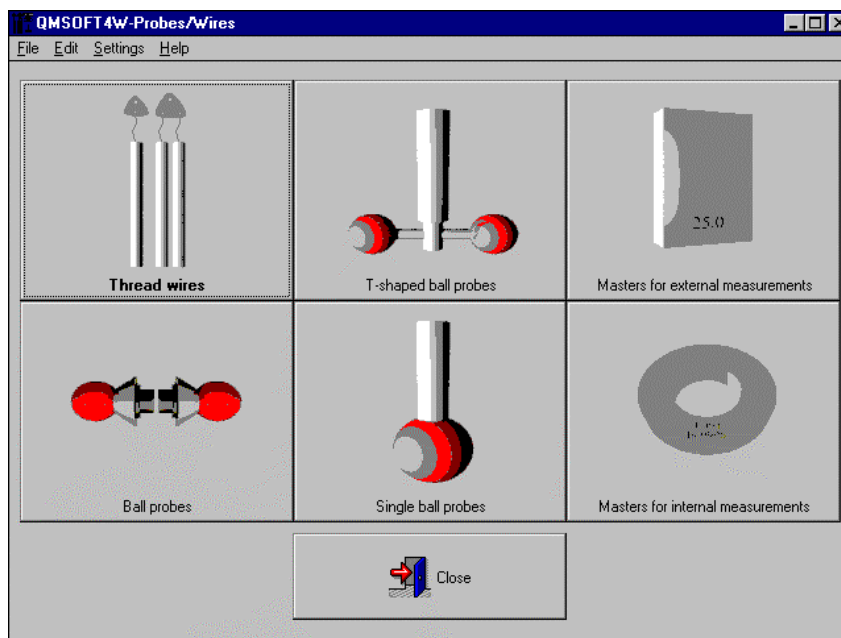 QMSOFT4W-Probes/Wires
File Edit Settings Help
25.0
Thread wires
T-shaped ball probes
Masters for external measurements
Ball probes
Single ball probes
Masters for internal measurements
Close